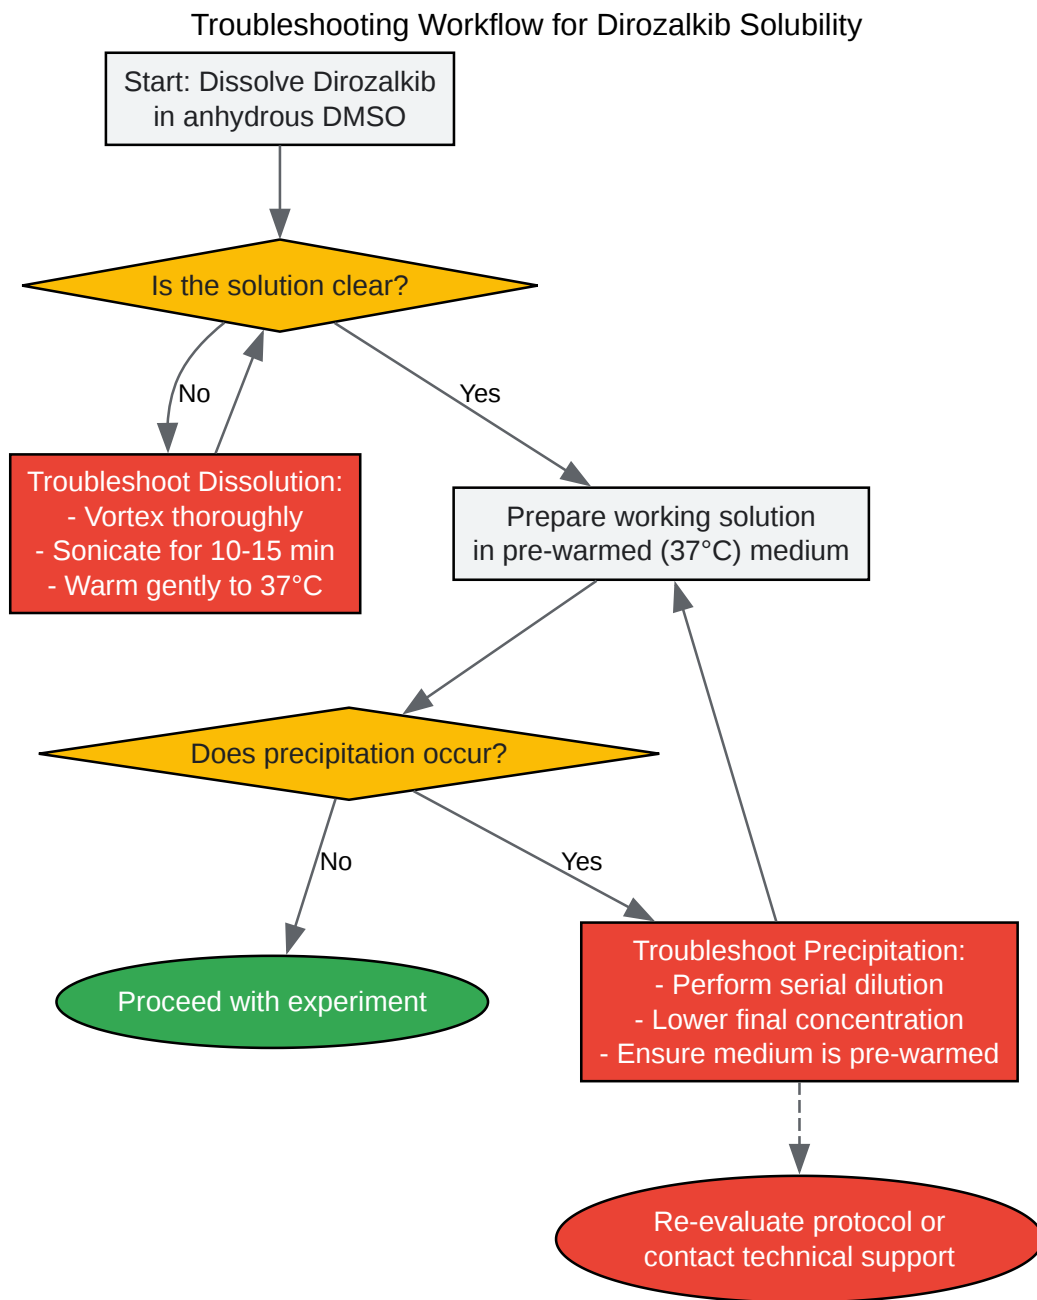 Troubleshooting Workflow for Dirozalkib Solubility
Start: Dissolve Dirozalkib
in anhydrous DMSO
Is the solution clear?
No
Yes
Troubleshoot Dissolution:
- Vortex thoroughly
- Sonicate for 10-15 min
- Warm gently to 37°C
Prepare working solution
in pre-warmed (37°C) medium
Does precipitation occur?
No
Yes
Proceed with experiment
Troubleshoot Precipitation:
- Perform serial dilution
- Lower final concentration
- Ensure medium is pre-warmed
Re-evaluate protocol or
contact technical support